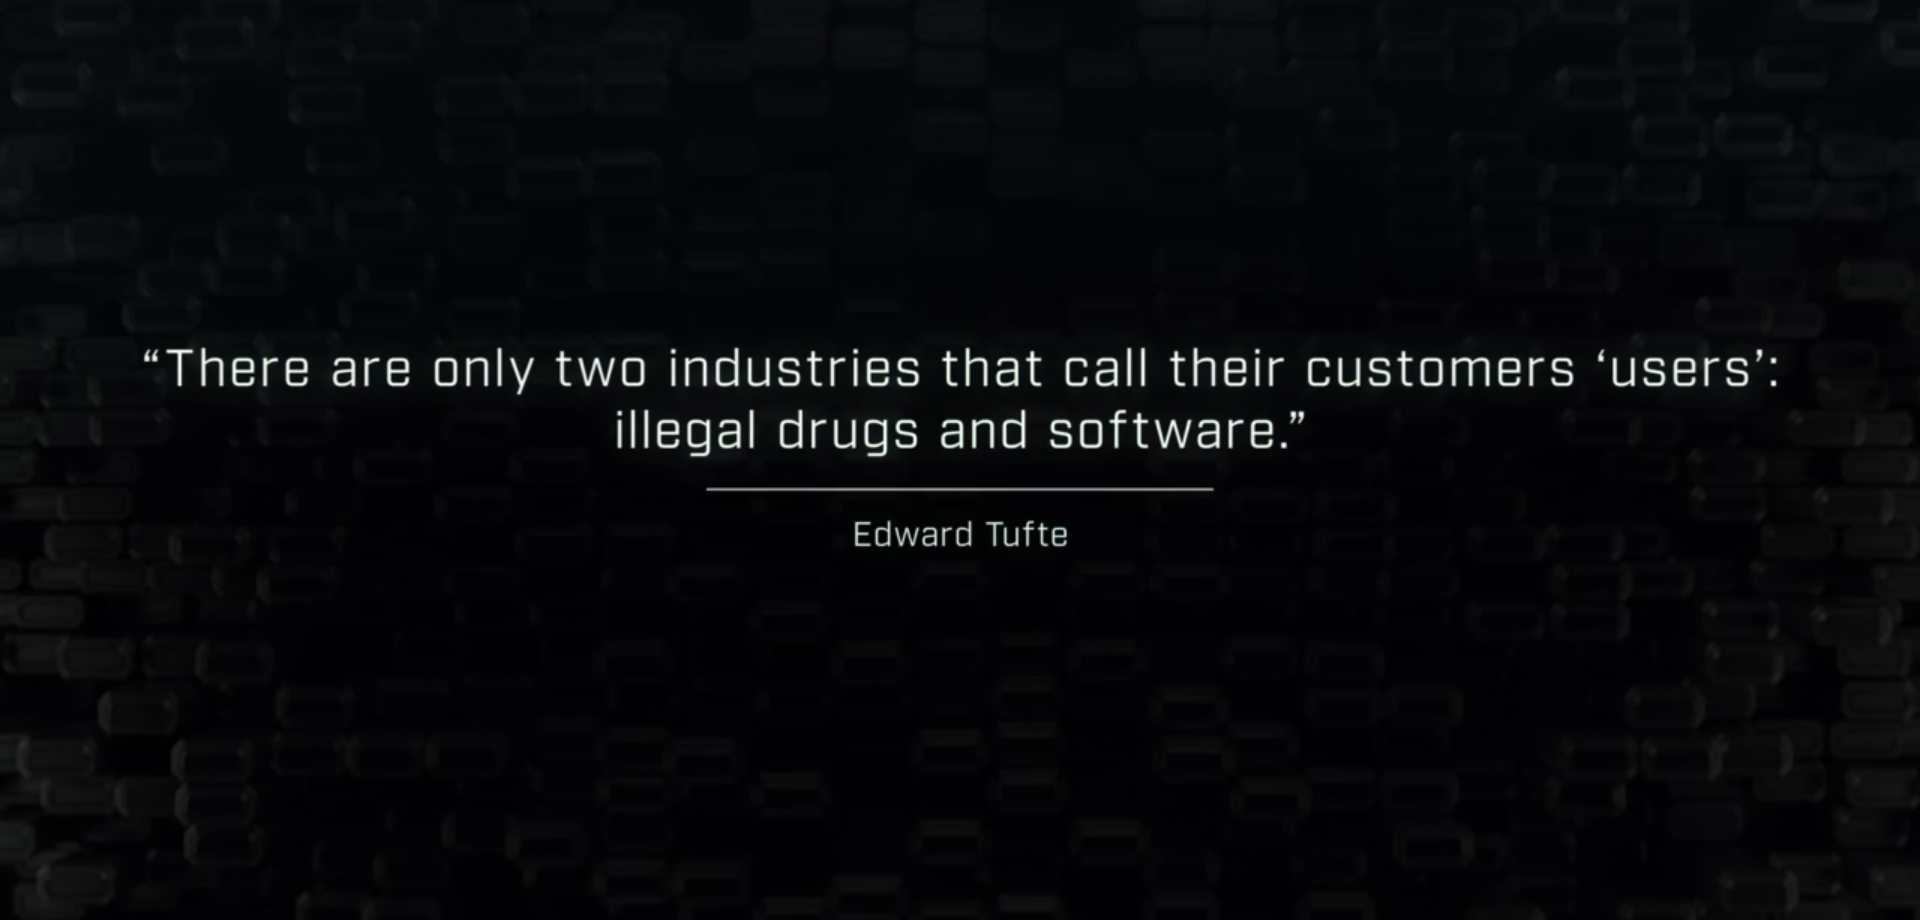 “There are only two industries that call their customers ‘users’:
illegal drugs and software.”
Edward Tufte